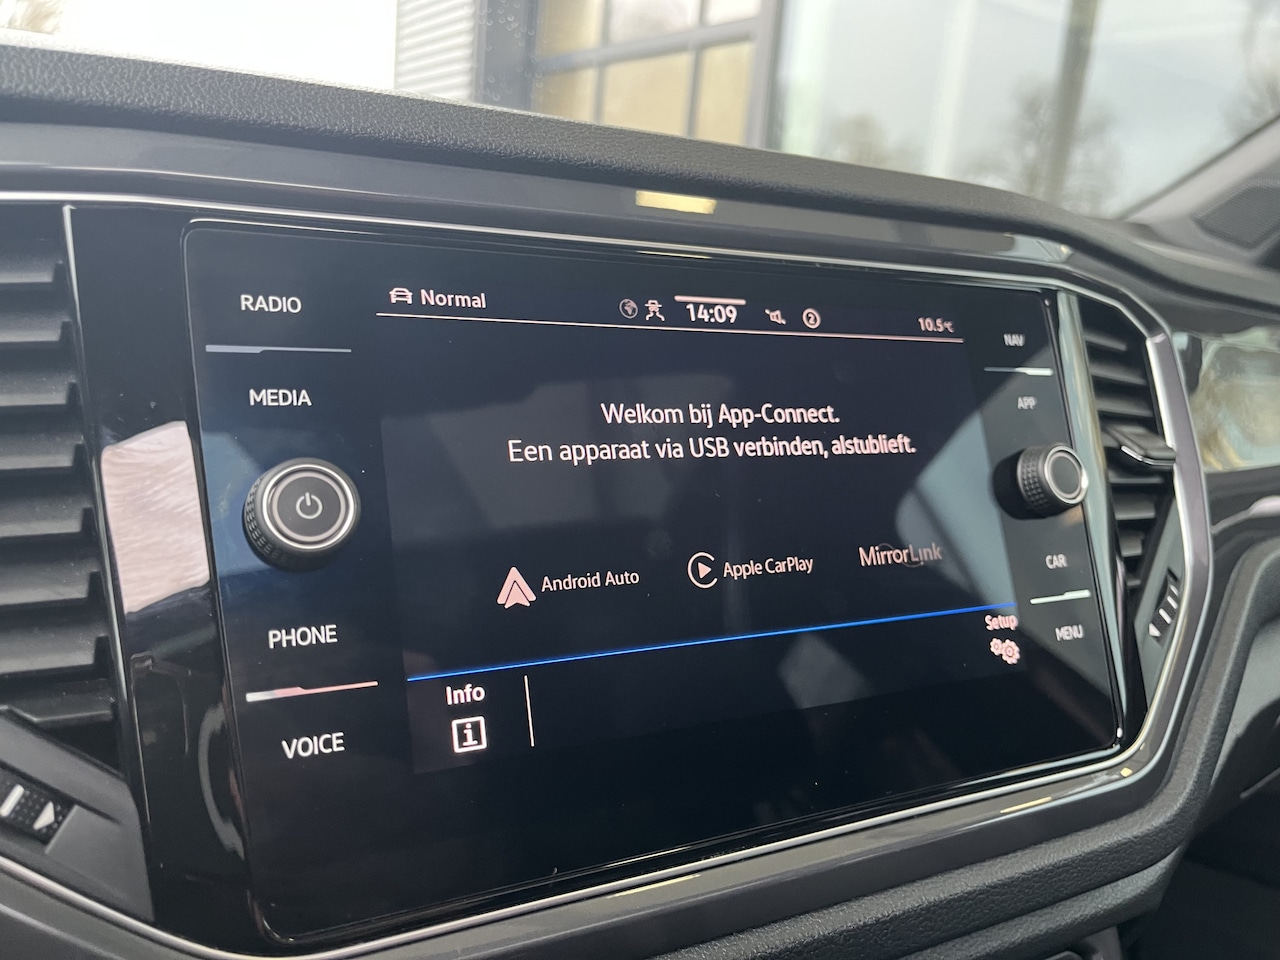 RADIO
MEDIA
PHONE
VOICE
Normal
14:09
2
10.5°C
Welkom bij App-Connect.
Een apparaat via USB verbinden, alstublieft.
Android Auto
Apple CarPlay
MirrorLink
Setup
Info
i
NAV
APP
CAR
MENU